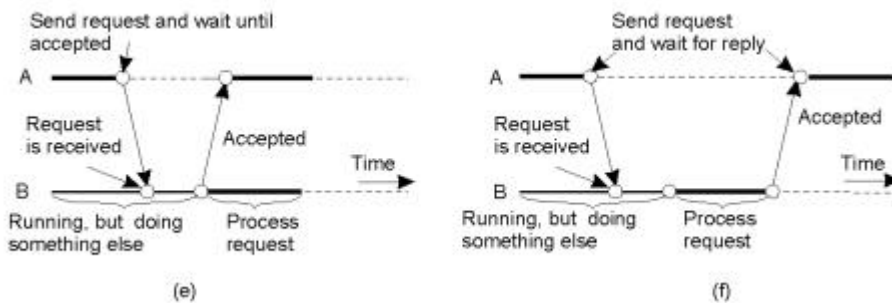 Send request and wait until
accepted
A
Request
is received
Accepted
Time
B
Running, but doing
something else
Process
request
(e)
Send request
and wait for reply
A
Request
is received
Accepted
Time
B
Running, but doing
something else
Process
request
(f)